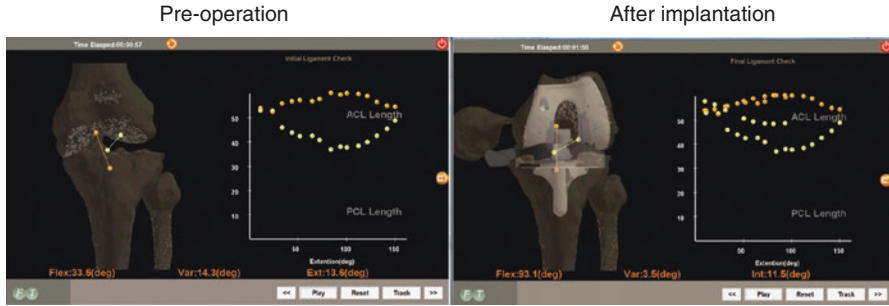 Pre-operation
After implantation
Time Elasped:00:00:57
Initial Ligament Check
50
40
30
20
10
ACL Length
PCL Length
50
100
150
Extention(deg)
Flex:33.5(deg)
Var:14.3(deg)
Ext:13.6(deg)
<<
Play
Reset
Track
>>
Time Elasped:00:01:50
Final Ligament Check
50
40
30
20
10
ACL Length
PCL Length
50
100
150
Extention(deg)
Flex:93.1(deg)
Var:3.5(deg)
Int:11.5(deg)
<<
Play
Reset
Track
>>